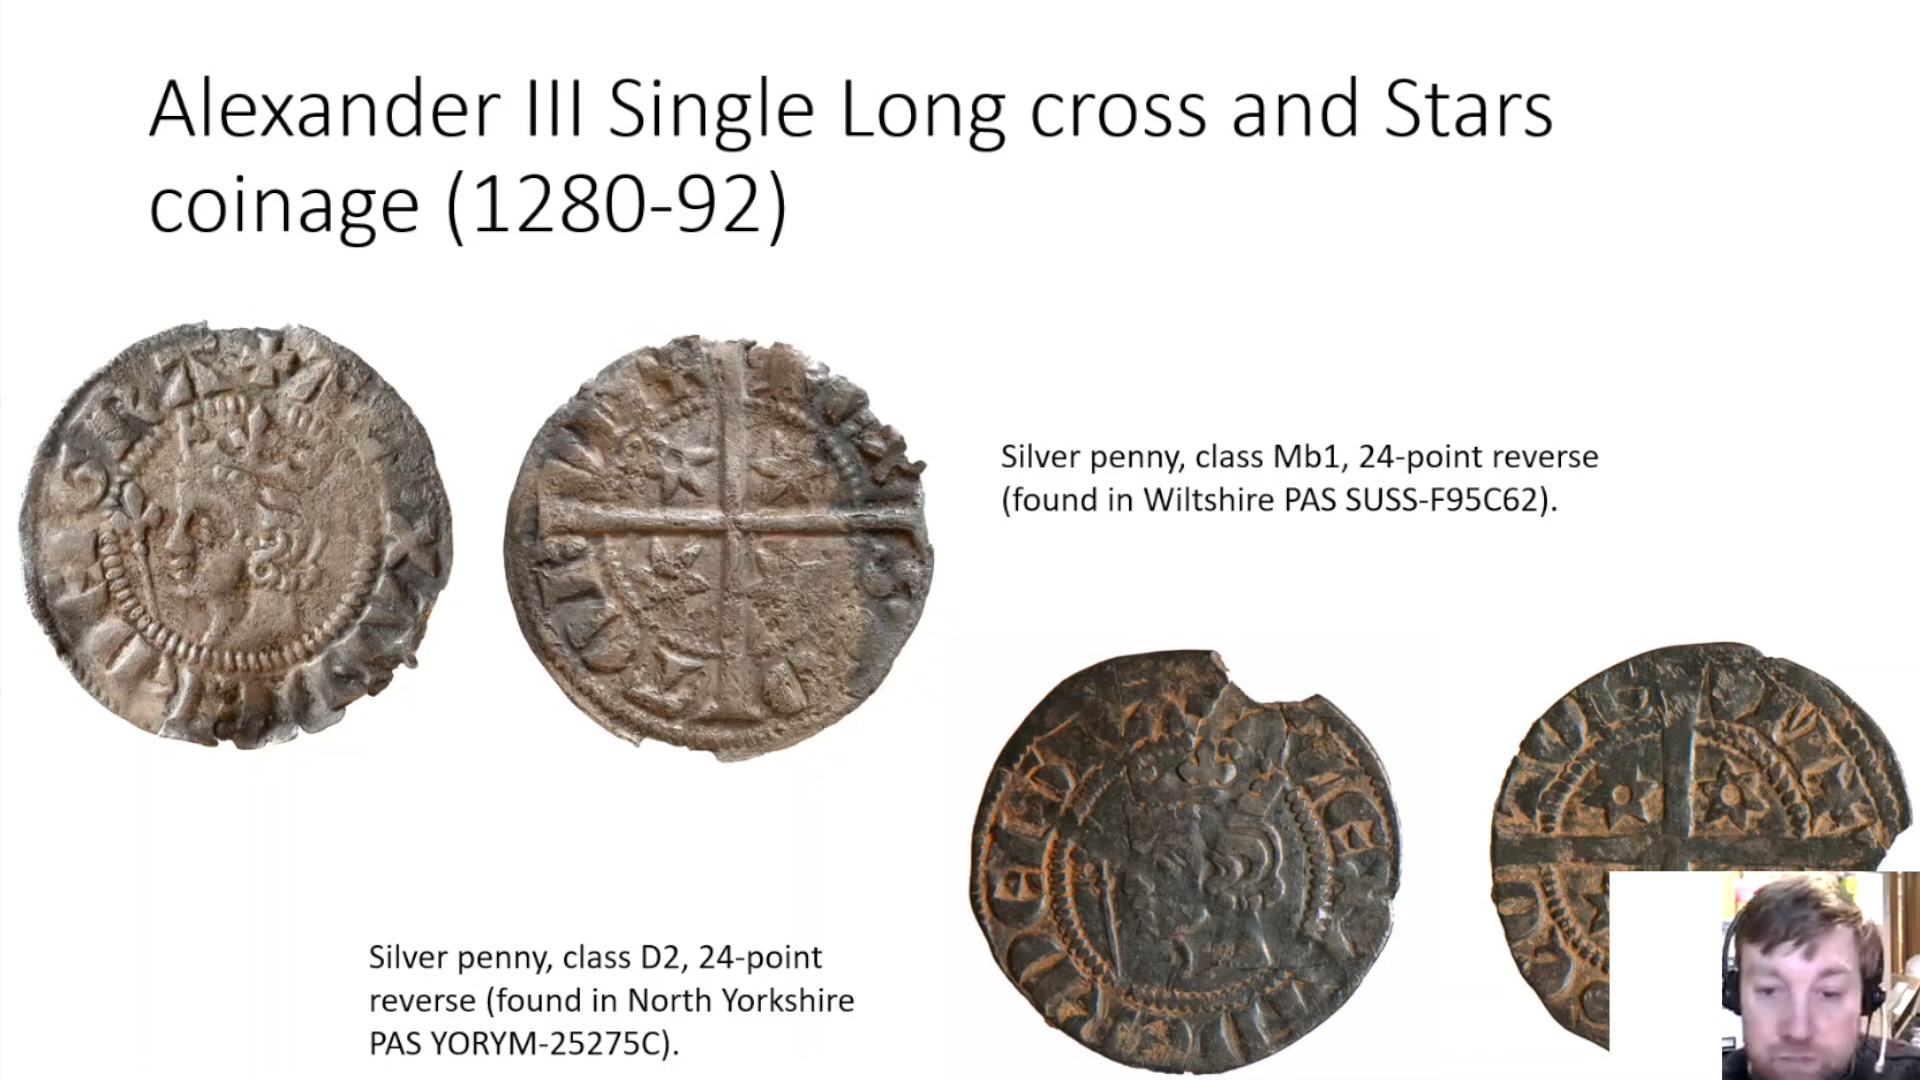 Alexander III Single Long cross and Stars
coinage (1280-92)
Silver penny, class Mb1, 24-point reverse
(found in Wiltshire PAS SUSS-F95C62).
Silver penny, class D2, 24-point
reverse (found in North Yorkshire
PAS YORYM-25275C).